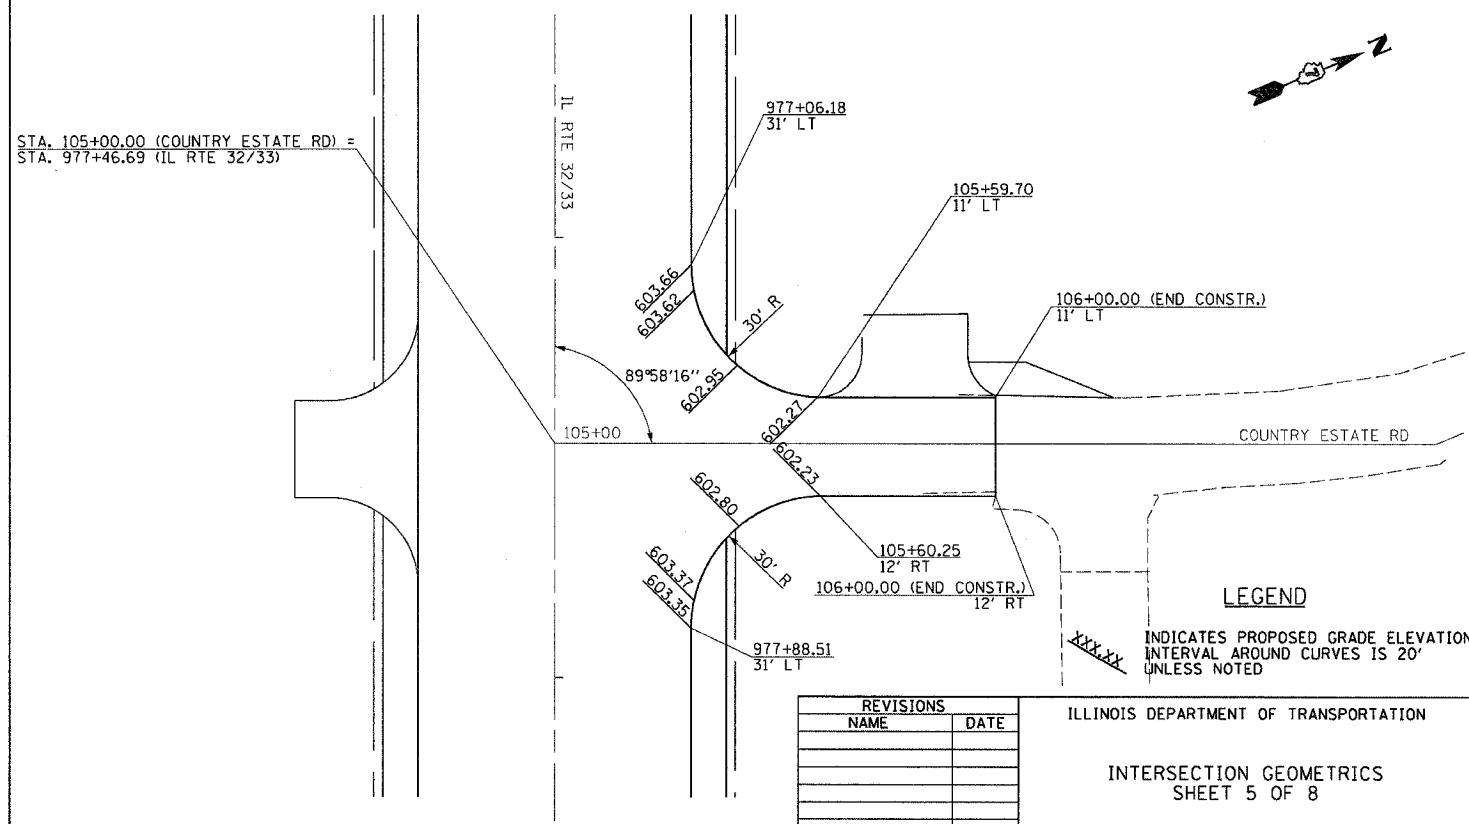 N
IL RTE 32/33
977+06.18
31' LT
STA. 105+00.00 (COUNTRY ESTATE RD) =
STA. 977+46.69 (IL RTE 32/33)
105+59.70
11' LT
603.66
603.62
30' R
106+00.00 (END CONSTR.)
11' LT
89°58'16"
602.95
602.27
105+00
COUNTRY ESTATE RD
602.23
602.80
105+60.25
12' RT
603.37
603.35
30' R
106+00.00 (END CONSTR.)
12' RT
977+88.51
31' LT
LEGEND
XXX.XX
INDICATES PROPOSED GRADE ELEVATION
INTERVAL AROUND CURVES IS 20'
UNLESS NOTED
REVISIONS
NAME DATE
ILLINOIS DEPARTMENT OF TRANSPORTATION
INTERSECTION GEOMETRICS
SHEET 5 OF 8